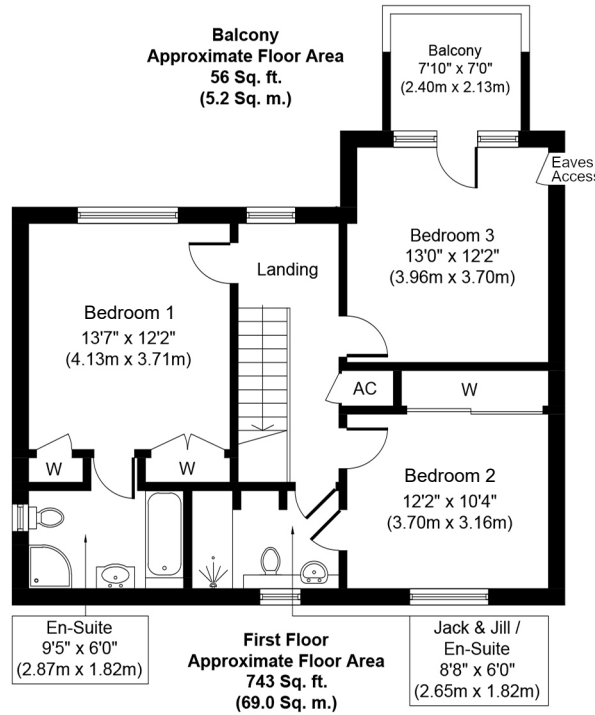 Balcony
Approximate Floor Area
56 Sq. ft.
(5.2 Sq. m.)
Balcony
7'10" x 7'0"
(2.40m x 2.13m)
Eaves
Access
Bedroom 3
13'0" x 12'2"
(3.96m x 3.70m)
Landing
Bedroom 1
13'7" x 12'2"
(4.13m x 3.71m)
AC
W
W
W
Bedroom 2
12'2" x 10'4"
(3.70m x 3.16m)
En-Suite
9'5" x 6'0"
(2.87m x 1.82m)
First Floor
Approximate Floor Area
743 Sq. ft.
(69.0 Sq. m.)
Jack & Jill /
En-Suite
8'8" x 6'0"
(2.65m x 1.82m)